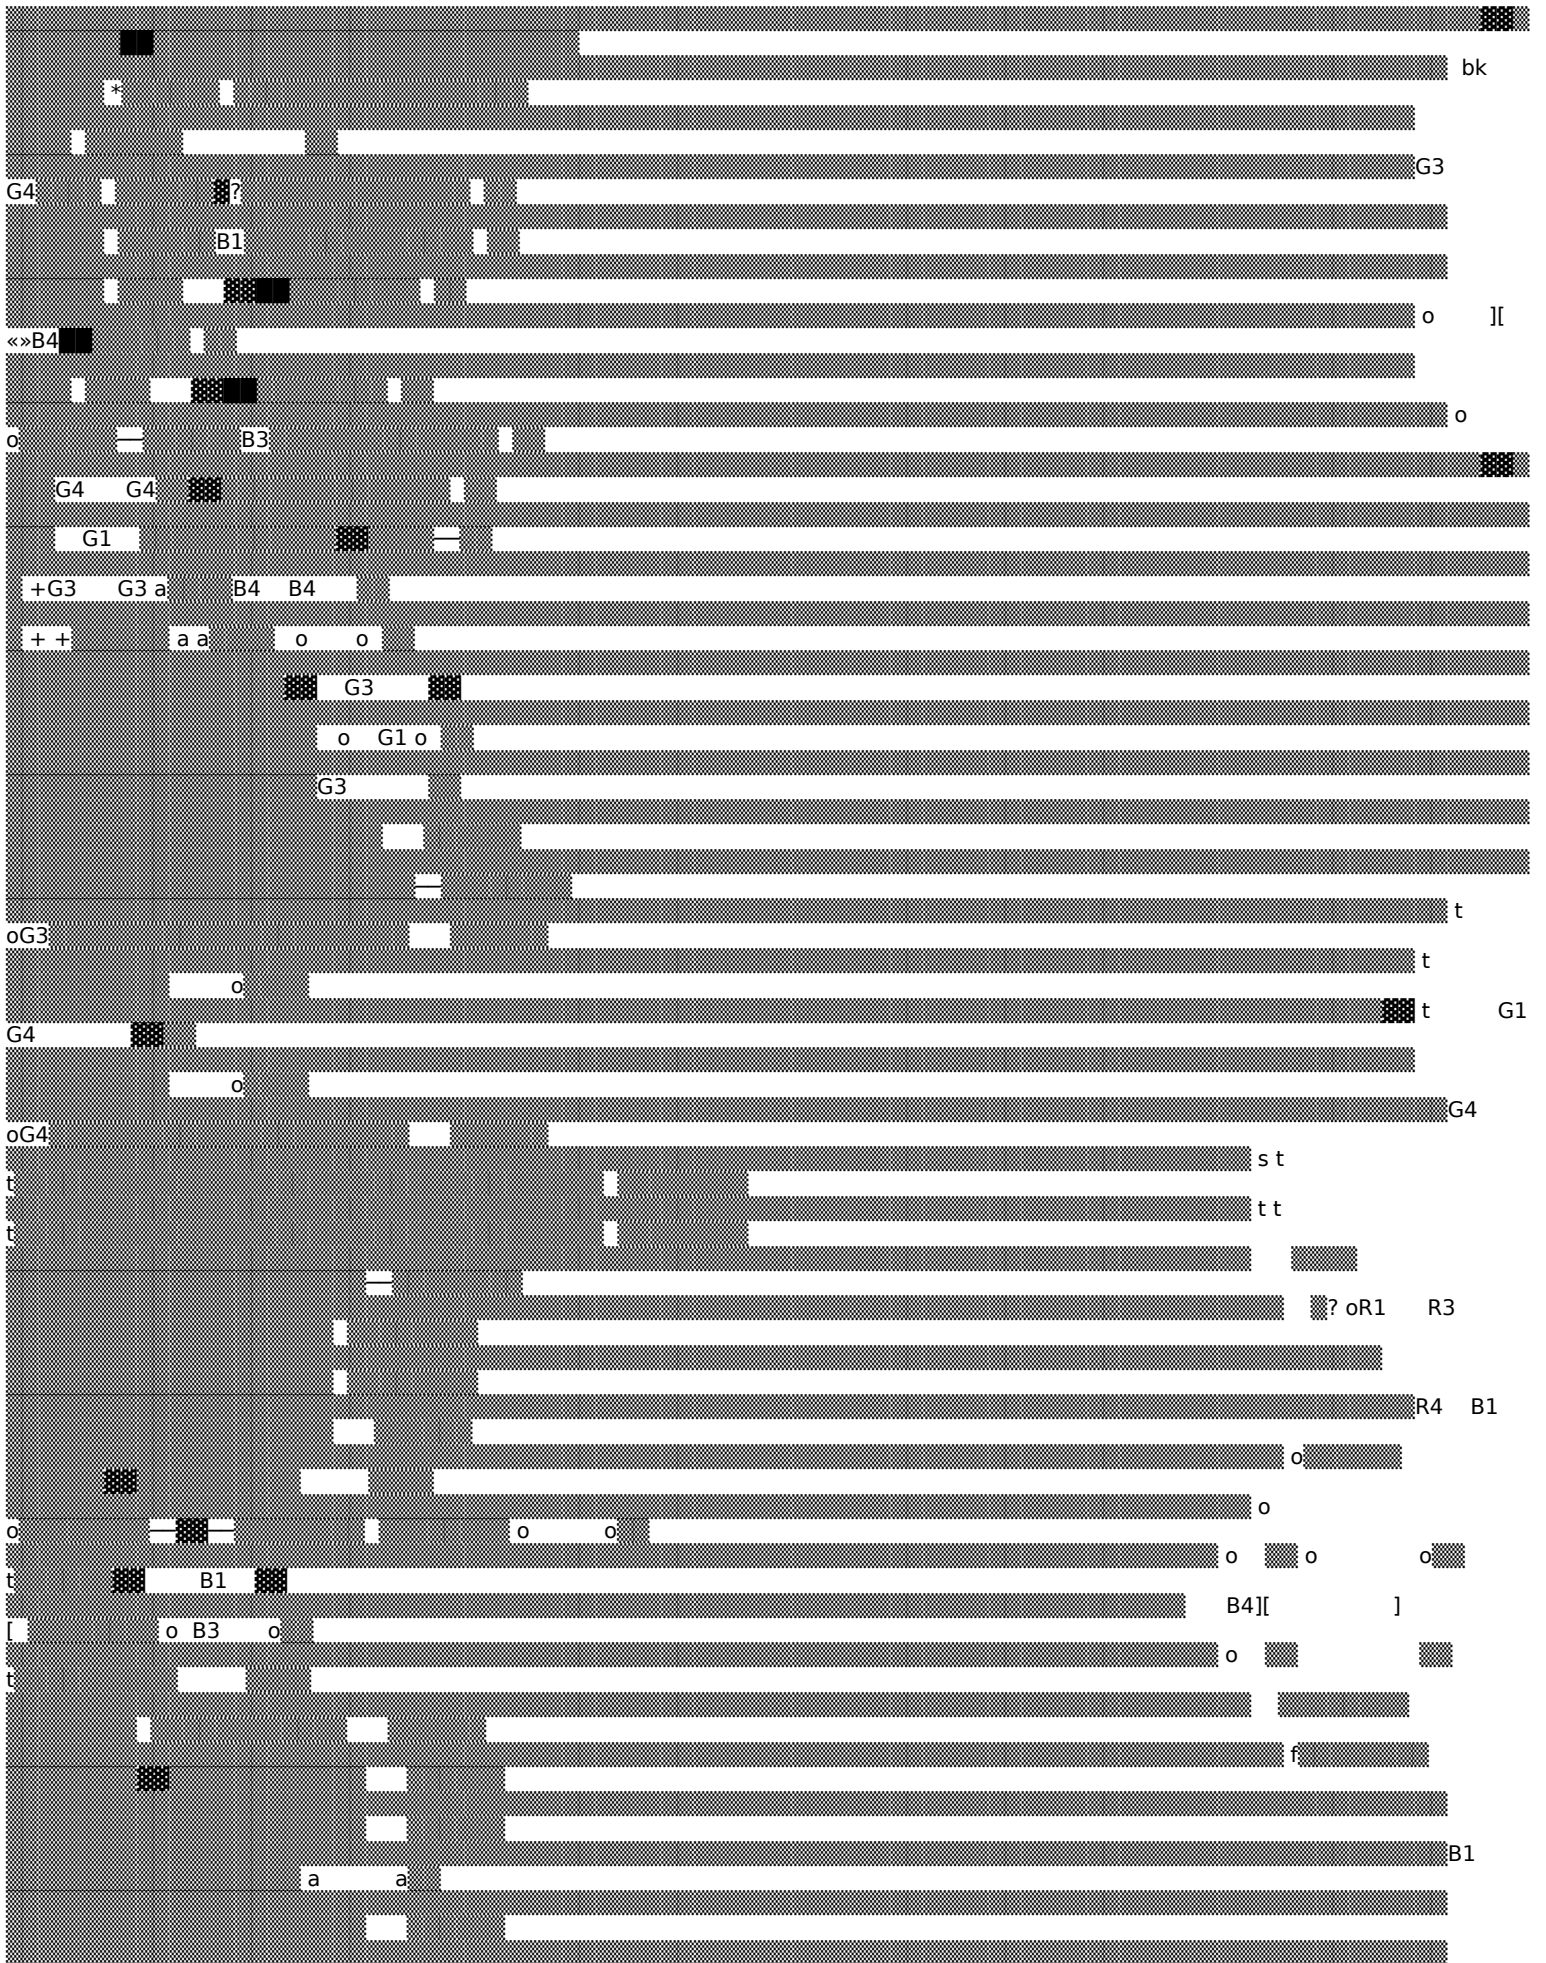 bk
*
G3
G4 ?
B1
o ][
«»B4
o
o — B3
G4 G4
G1 —
+G3 G3 a B4 B4
+ + a a o o
G3
o G1 o
G3
—
t
oG3
t
o
t G1
G4
o
G4
oG4
s t
t
t t
t
—
? oR1 R3
R4 B1
o
o
o — — o o
o o o
t B1
B4][ ]
[ o B3 o
o
t
f
B1
a a